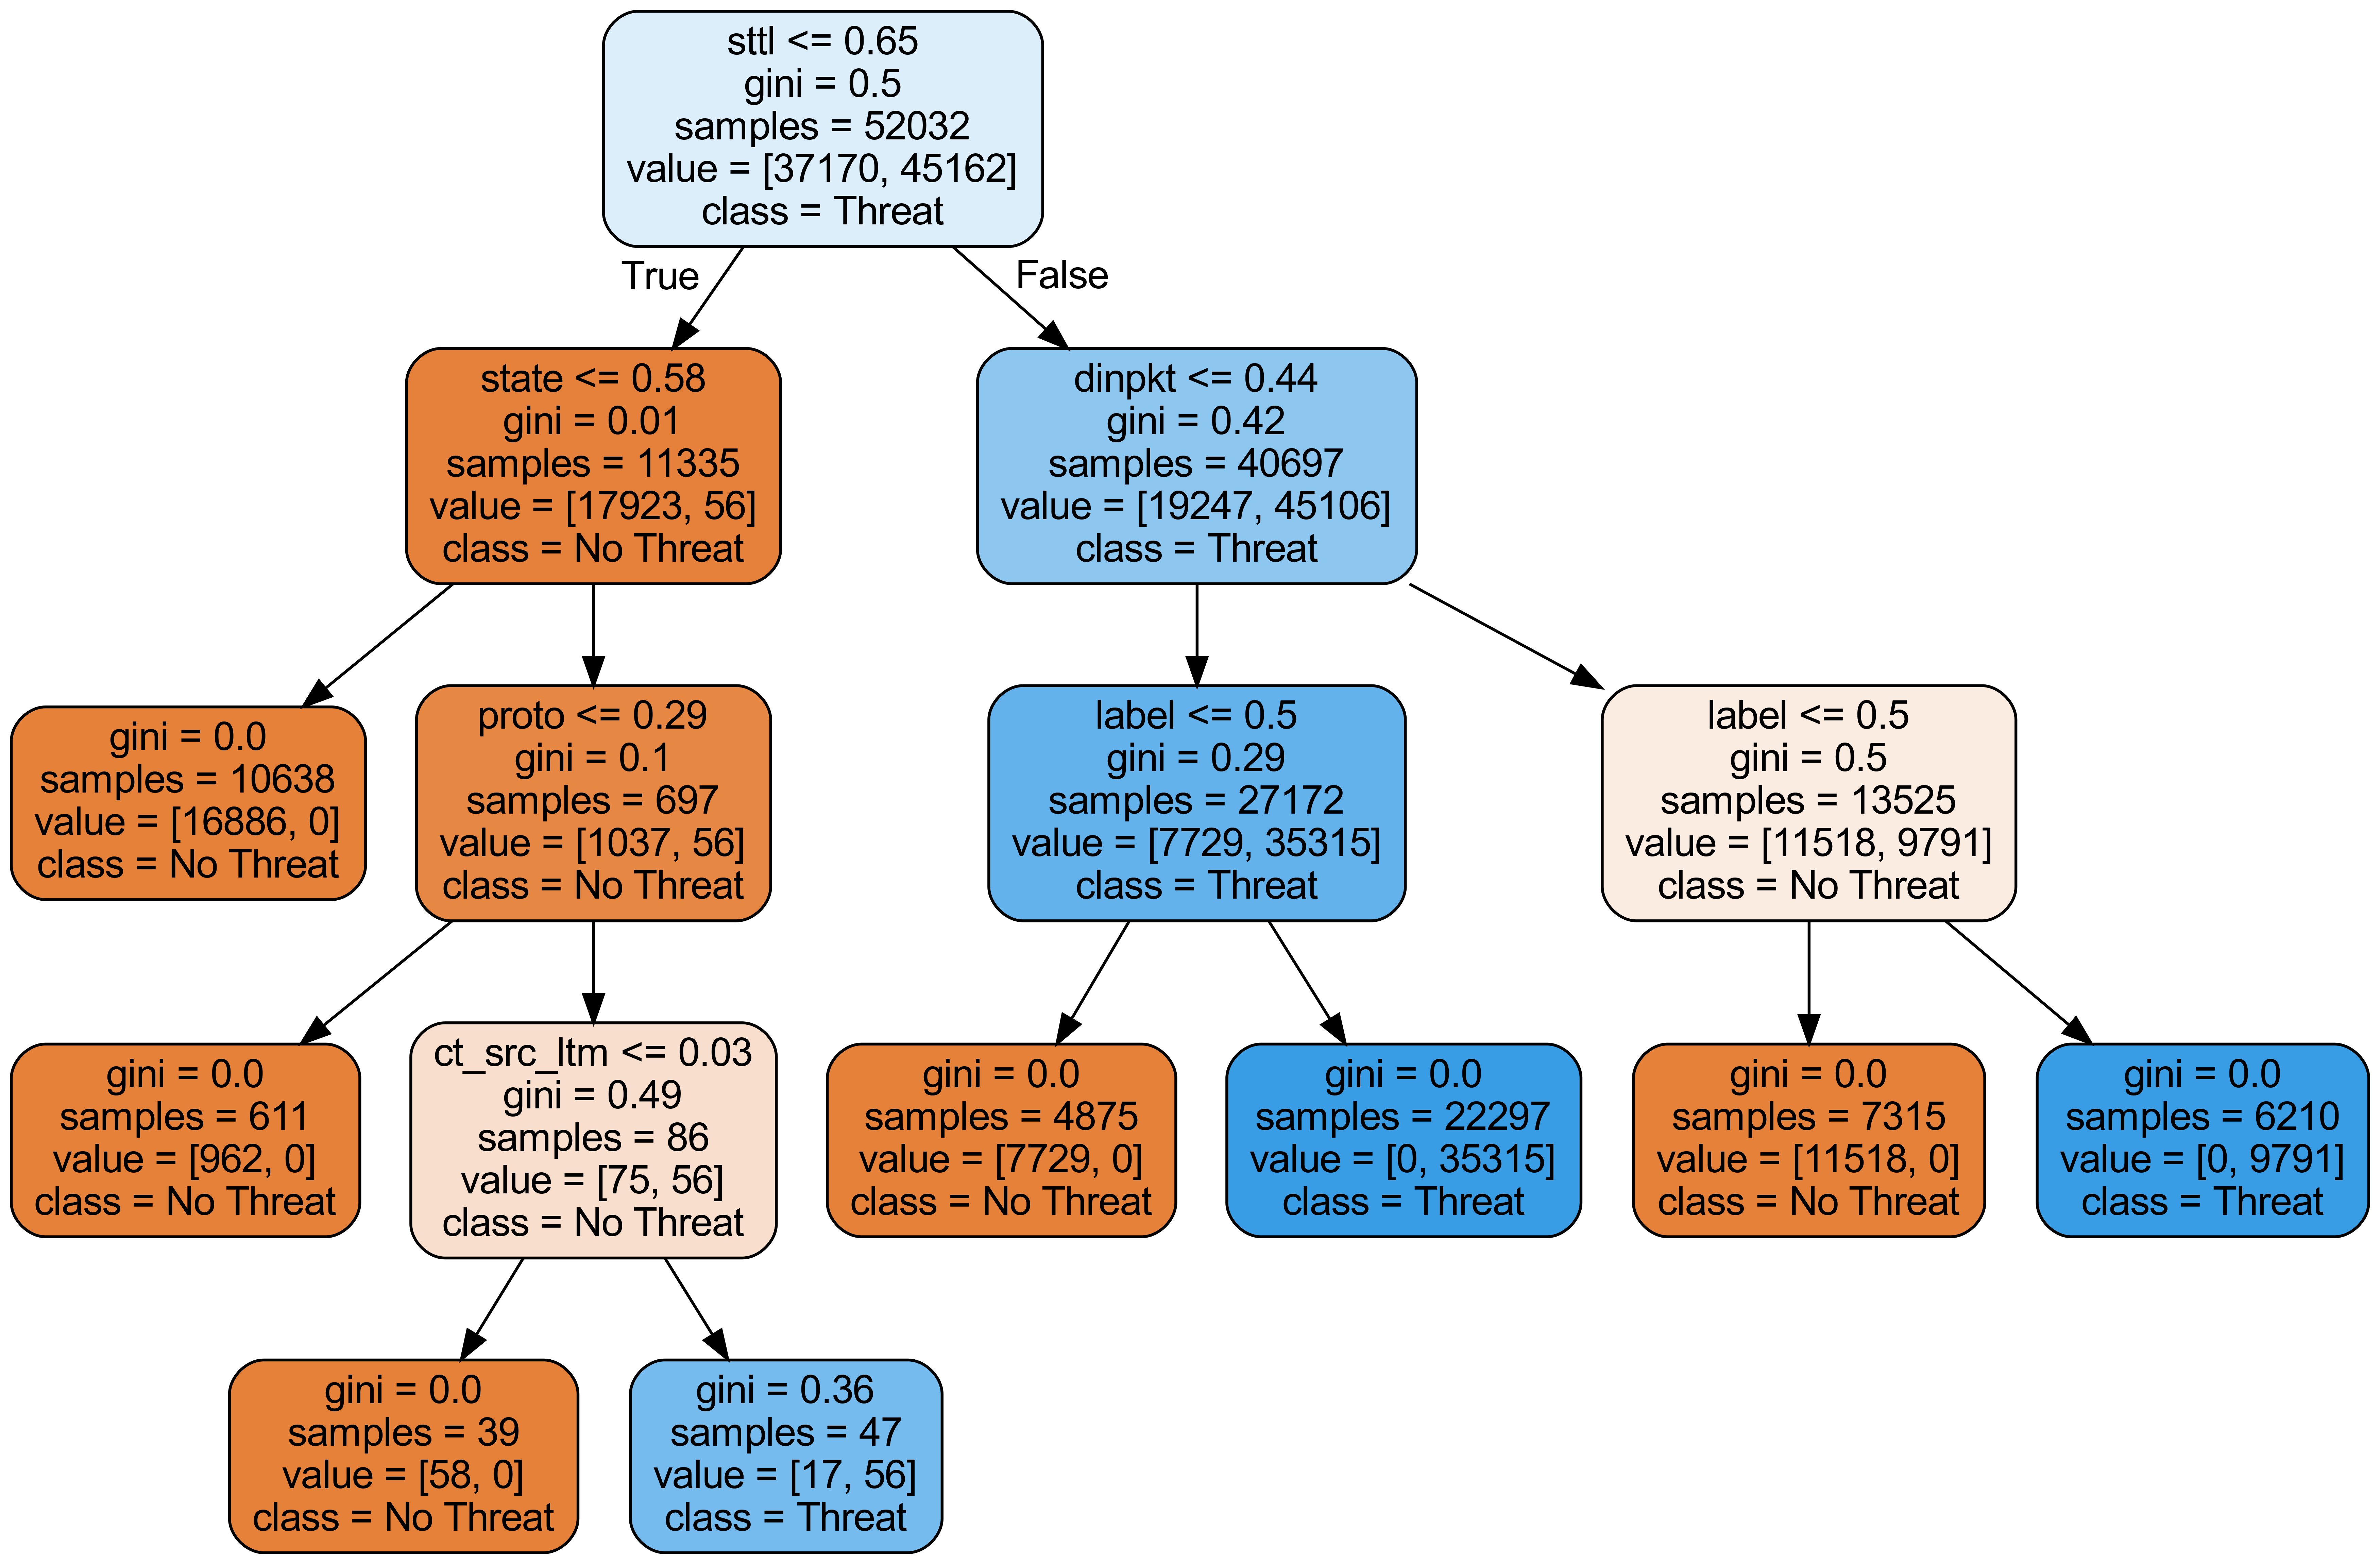 sttl <= 0.65
gini = 0.5
samples = 52032
value = [37170, 45162]
class = Threat
True
False
state <= 0.58
gini = 0.01
samples = 11335
value = [17923, 56]
class = No Threat
dinpkt <= 0.44
gini = 0.42
samples = 40697
value = [19247, 45106]
class = Threat
gini = 0.0
samples = 10638
value = [16886, 0]
class = No Threat
proto <= 0.29
gini = 0.1
samples = 697
value = [1037, 56]
class = No Threat
label <= 0.5
gini = 0.29
samples = 27172
value = [7729, 35315]
class = Threat
label <= 0.5
gini = 0.5
samples = 13525
value = [11518, 9791]
class = No Threat
gini = 0.0
samples = 611
value = [962, 0]
class = No Threat
ct_src_ltm <= 0.03
gini = 0.49
samples = 86
value = [75, 56]
class = No Threat
gini = 0.0
samples = 4875
value = [7729, 0]
class = No Threat
gini = 0.0
samples = 22297
value = [0, 35315]
class = Threat
gini = 0.0
samples = 7315
value = [11518, 0]
class = No Threat
gini = 0.0
samples = 6210
value = [0, 9791]
class = Threat
gini = 0.0
samples = 39
value = [58, 0]
class = No Threat
gini = 0.36
samples = 47
value = [17, 56]
class = Threat